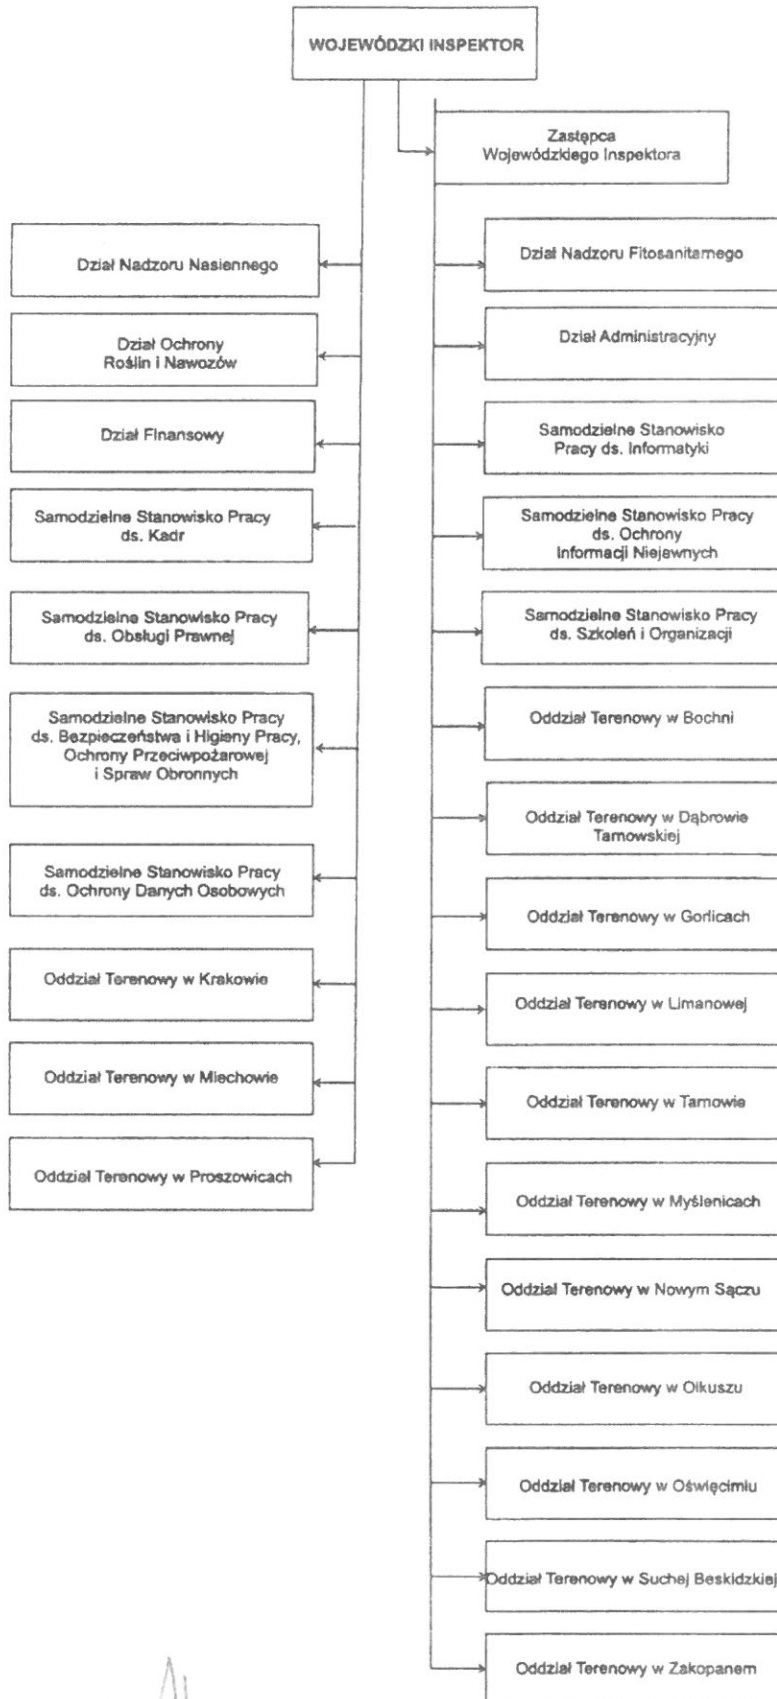 WOJEWÓDZKI INSPEKTOR
Zastępca
Wojewódzkiego Inspektora
Dział Nadzoru Nasiennego
Dział Ochrony
Roślin i Nawozów
Dział Finansowy
Samodzielne Stanowisko Pracy
ds. Kadr
Samodzielne Stanowisko Pracy
ds. Obsługi Prawnej
Samodzielne Stanowisko Pracy
ds. Bezpieczeństwa i Higieny Pracy,
Ochrony Przeciwpożarowej
i Spraw Obronnych
Samodzielne Stanowisko Pracy
ds. Ochrony Danych Osobowych
Oddział Terenowy w Krakowie
Oddział Terenowy w Miechowie
Oddział Terenowy w Proszowicach
Dział Nadzoru Fitosanitarnego
Dział Administracyjny
Samodzielne Stanowisko
Pracy ds. Informatyki
Samodzielne Stanowisko Pracy
ds. Ochrony
Informacji Niejawnych
Samodzielne Stanowisko Pracy
ds. Szkoleń i Organizacji
Oddział Terenowy w Bochni
Oddział Terenowy w Dąbrowie
Tarnowskiej
Oddział Terenowy w Gorlicach
Oddział Terenowy w Limanowej
Oddział Terenowy w Tarnowie
Oddział Terenowy w Myślenicach
Oddział Terenowy w Nowym Sączu
Oddział Terenowy w Olkuszu
Oddział Terenowy w Oświęcimiu
Oddział Terenowy w Suchej Beskidzkiej
Oddział Terenowy w Zakopanem